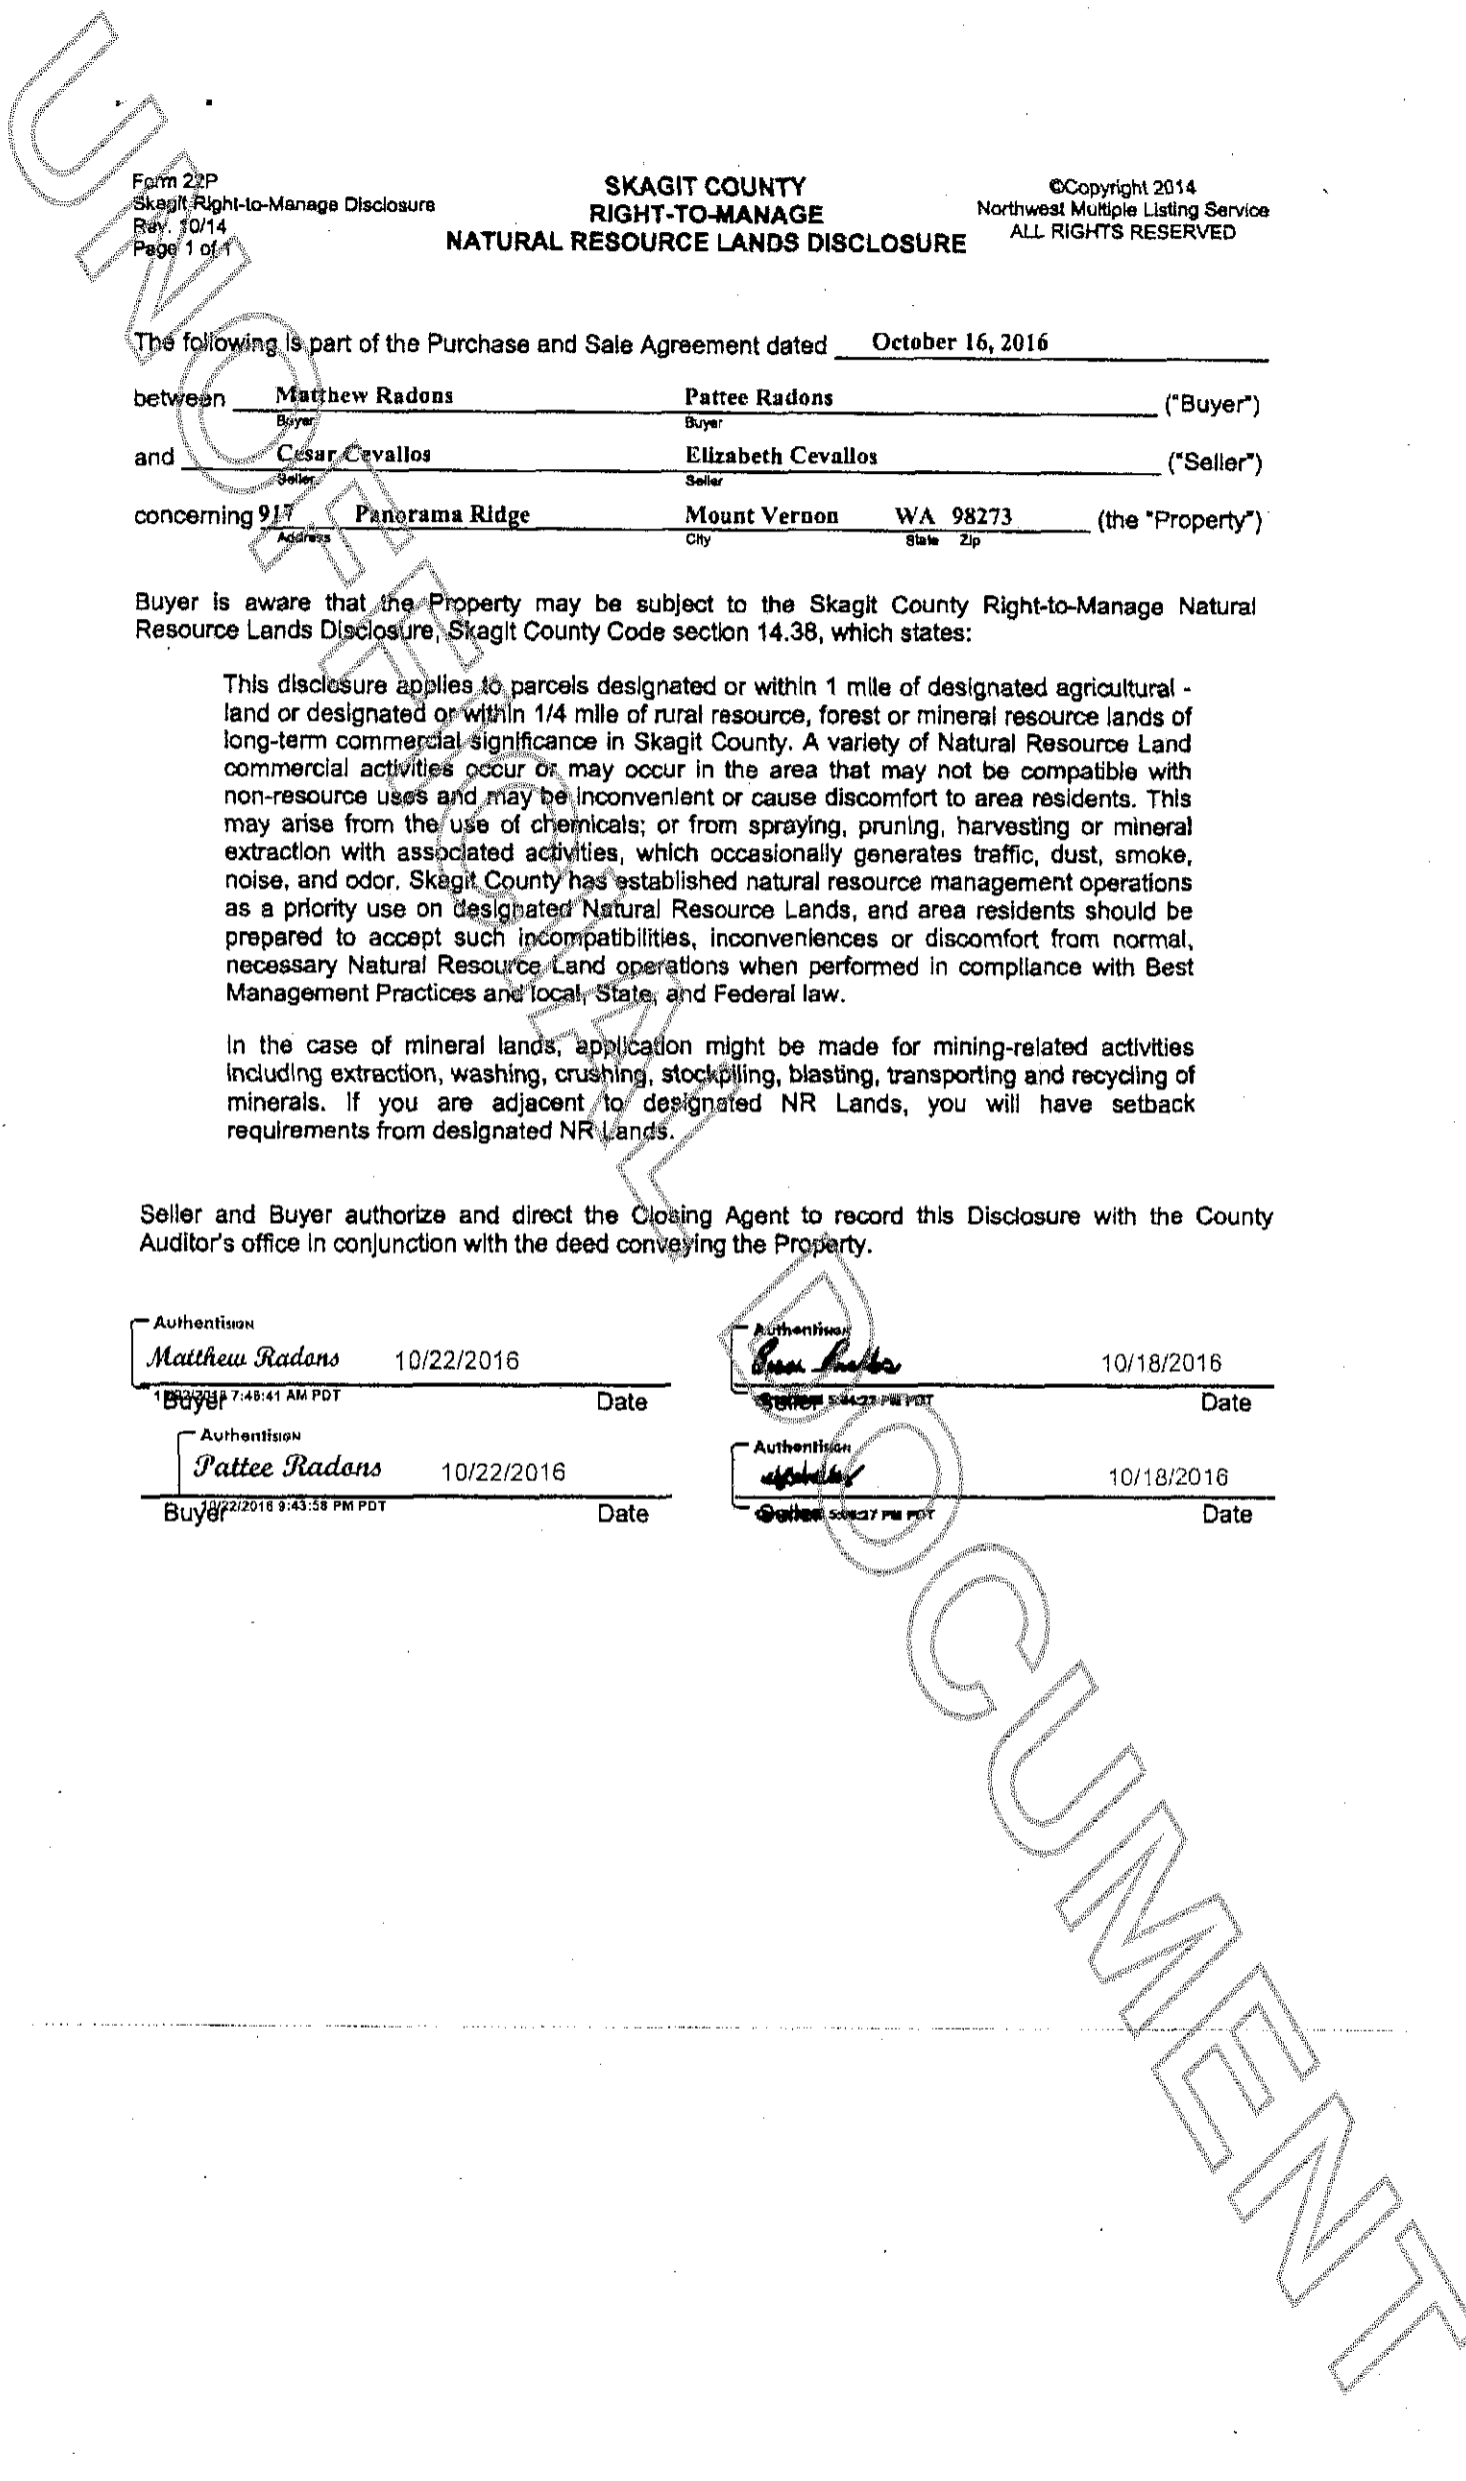 Form 22P
Skagit Right-to-Manage Disclosure
Rev. 10/14
Page 1 of 1
SKAGIT COUNTY
RIGHT-TO-MANAGE
NATURAL RESOURCE LANDS DISCLOSURE
©Copyright 2014
Northwest Multiple Listing Service
ALL RIGHTS RESERVED
The following is part of the Purchase and Sale Agreement dated October 16, 2016
between Matthew Radons Pattee Radons ("Buyer")
Buyer Buyer
and Cesar Cevallos Elizabeth Cevallos ("Seller")
Seller Seller
concerning 917 Panorama Ridge Mount Vernon WA 98273 (the "Property")
Address City State Zip
Buyer is aware that the Property may be subject to the Skagit County Right-to-Manage Natural
Resource Lands Disclosure, Skagit County Code section 14.38, which states:
This disclosure applies to parcels designated or within 1 mile of designated agricultural -
land or designated or within 1/4 mile of rural resource, forest or mineral resource lands of
long-term commercial significance in Skagit County. A variety of Natural Resource Land
commercial activities occur or may occur in the area that may not be compatible with
non-resource uses and may be inconvenient or cause discomfort to area residents. This
may arise from the use of chemicals; or from spraying, pruning, harvesting or mineral
extraction with associated activities, which occasionally generates traffic, dust, smoke,
noise, and odor. Skagit County has established natural resource management operations
as a priority use on designated Natural Resource Lands, and area residents should be
prepared to accept such incompatibilities, inconveniences or discomfort from normal,
necessary Natural Resource Land operations when performed in compliance with Best
Management Practices and local, State, and Federal law.
In the case of mineral lands, application might be made for mining-related activities
including extraction, washing, crushing, stockpiling, blasting, transporting and recycling of
minerals. If you are adjacent to designated NR Lands, you will have setback
requirements from designated NR Lands.
Seller and Buyer authorize and direct the Closing Agent to record this Disclosure with the County
Auditor's office in conjunction with the deed conveying the Property.
Authentisign
Matthew Radons 10/22/2016
Buyer 7:48:41 AM PDT Date
Authentisign
10/18/2016
Seller PM PDT Date
Authentisign
Pattee Radons 10/22/2016
Buyer 10/22/2016 9:43:58 PM PDT Date
Authentisign
10/18/2016
PM PDT Date
UNOFFICIAL DOCUMENT